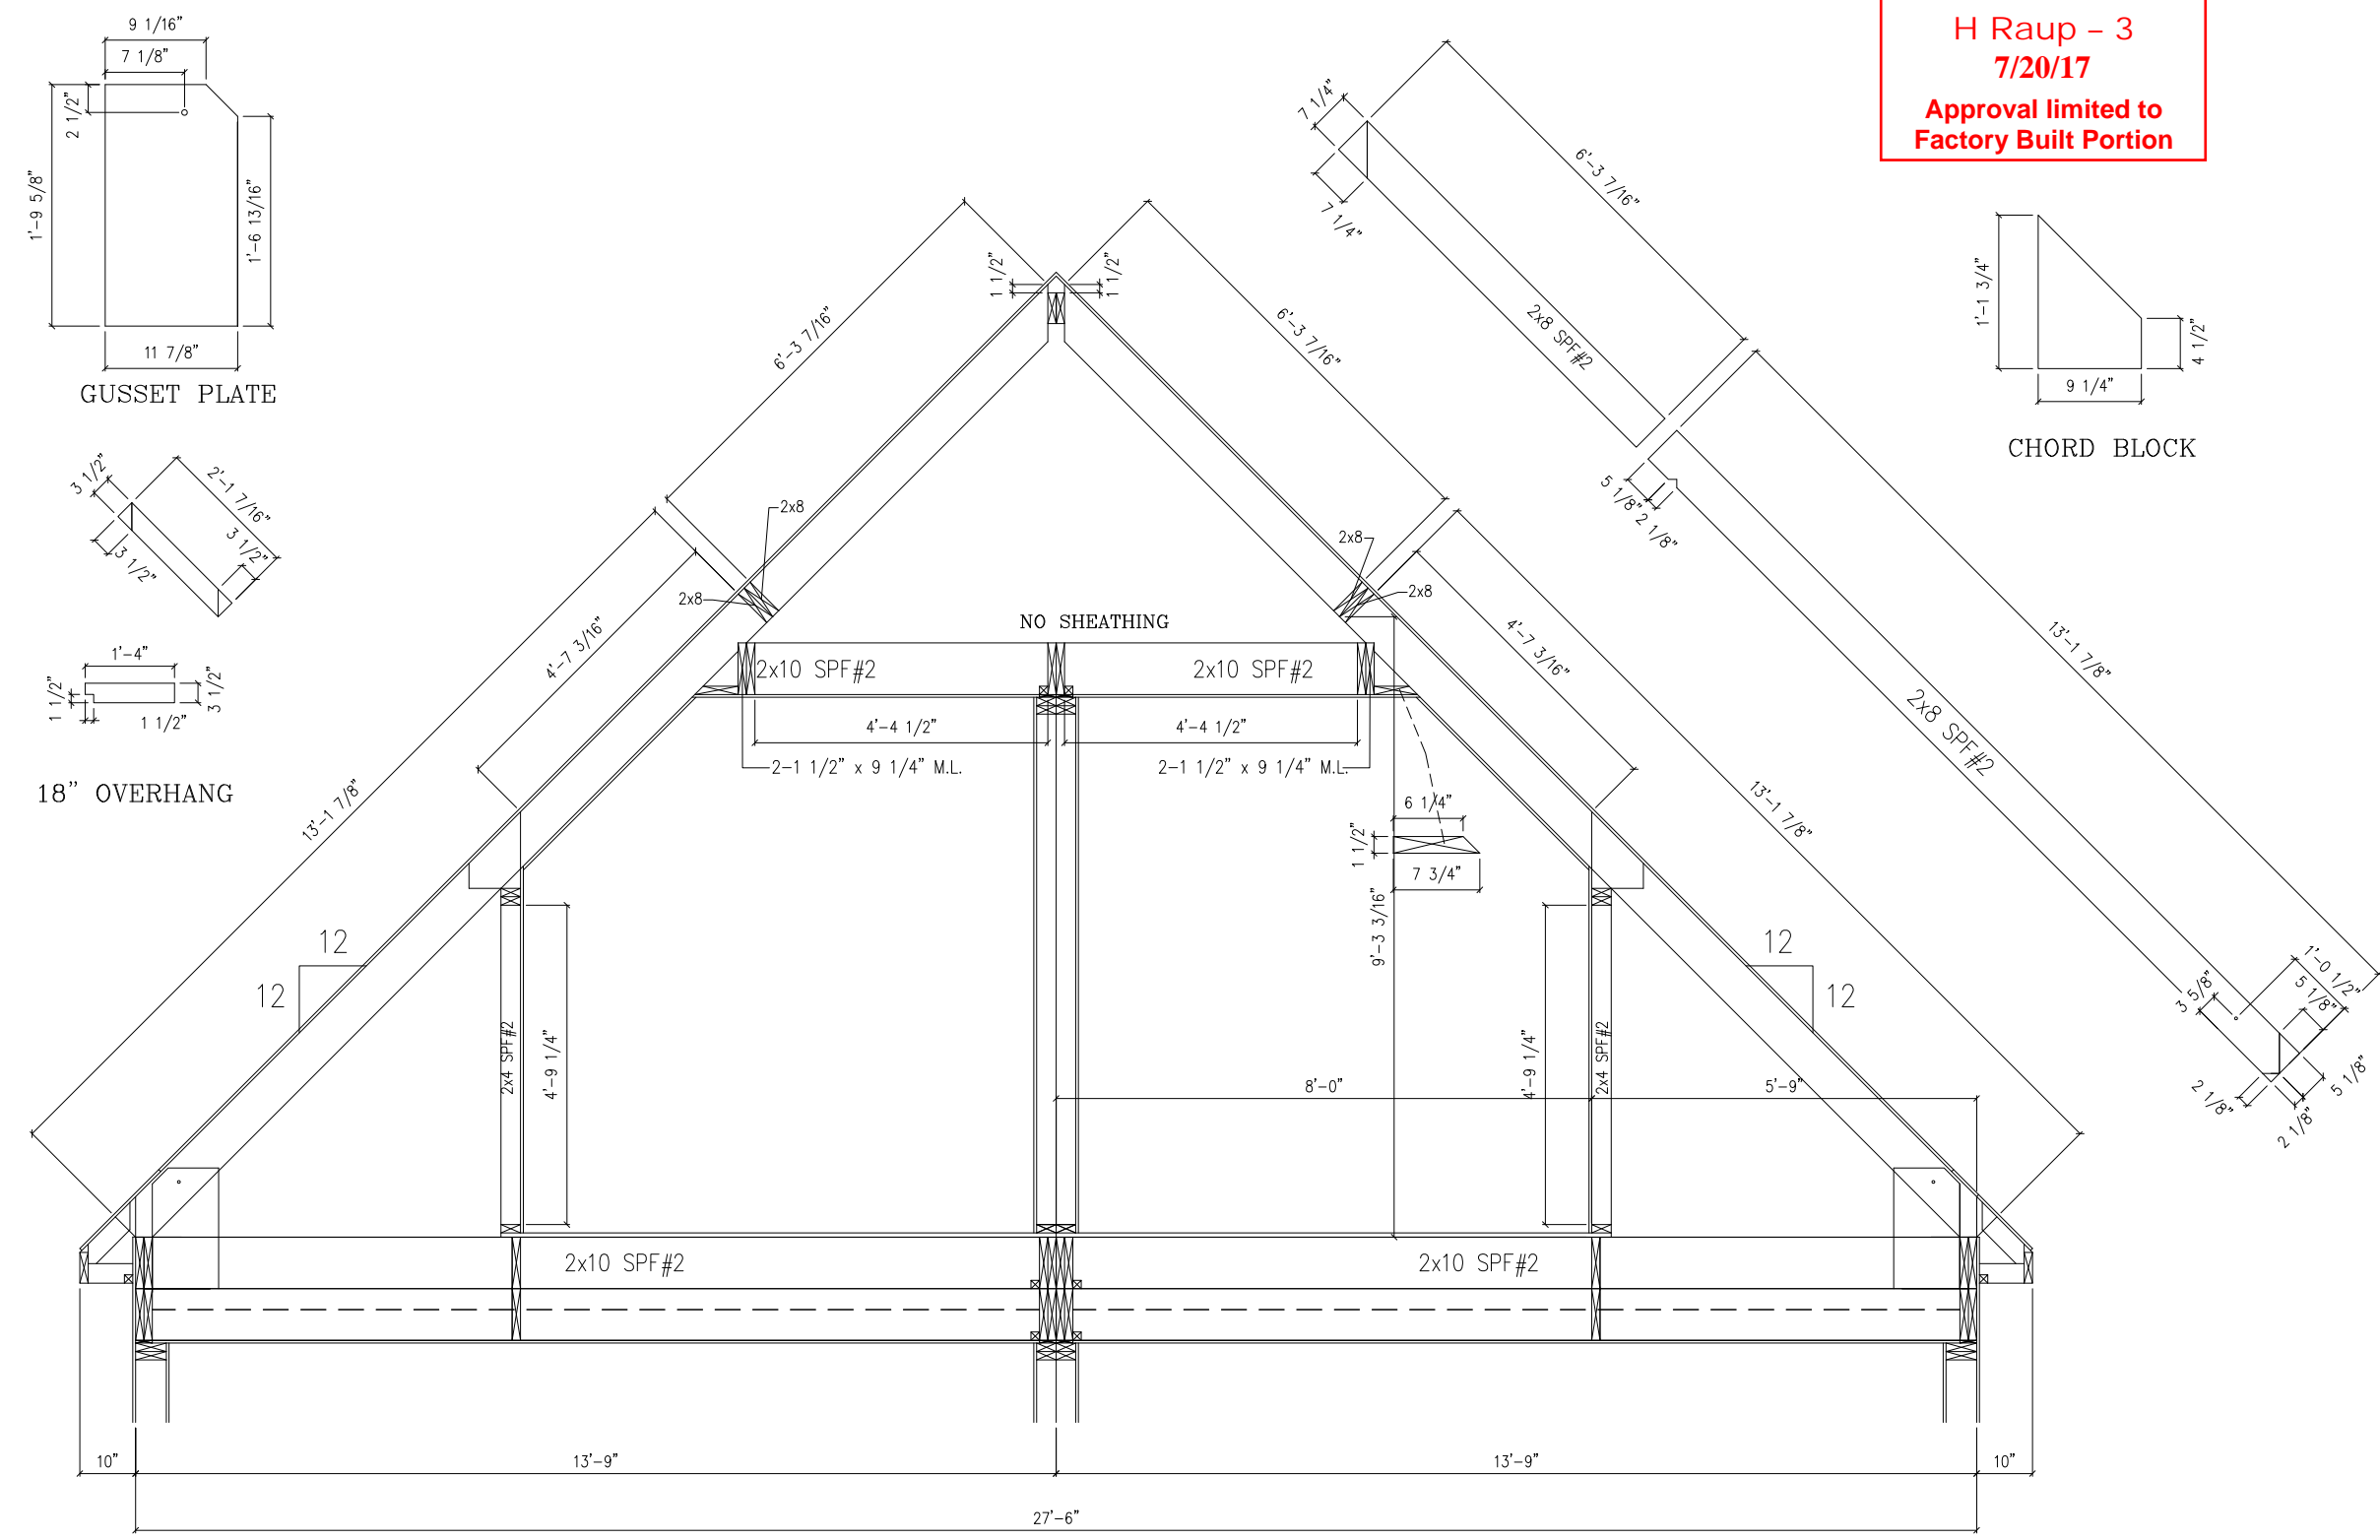 H Raup – 3
7/20/17
Approval limited to
Factory Built Portion
9 1/16"
7 1/8"
2 1/2"
1'-9 5/8"
1'-6 13/16"
11 7/8"
GUSSET PLATE
3 1/2"
2'-1 7/16"
3 1/2"
3 1/2"
1'-4"
1 1/2"
3 1/2"
1 1/2"
18" OVERHANG
7 1/4"
7 1/4"
6'-3 7/16"
2x8 SPF#2
5 1/8"
2 1/8"
13'-1 7/8"
2x8 SPF#2
3 5/8"
1'-0 1/2"
5 1/8"
5 1/8"
2 1/8"
2 1/8"
1'-1 3/4"
4 1/2"
9 1/4"
CHORD BLOCK
1 1/2"
1 1/2"
6'-3 7/16"
6'-3 7/16"
2x8
2x8
2x8
2x8
NO SHEATHING
4'-7 3/16"
4'-7 3/16"
2x10 SPF#2
2x10 SPF#2
4'-4 1/2"
4'-4 1/2"
2-1 1/2" x 9 1/4" M.L.
2-1 1/2" x 9 1/4" M.L.
13'-1 7/8"
13'-1 7/8"
6 1/4"
1 1/2"
7 3/4"
9'-3 3/16"
12
12
12
12
2x4 SPF#2
4'-9 1/4"
4'-9 1/4"
2x4 SPF#2
8'-0"
5'-9"
2x10 SPF#2
2x10 SPF#2
10"
13'-9"
13'-9"
10"
27'-6"